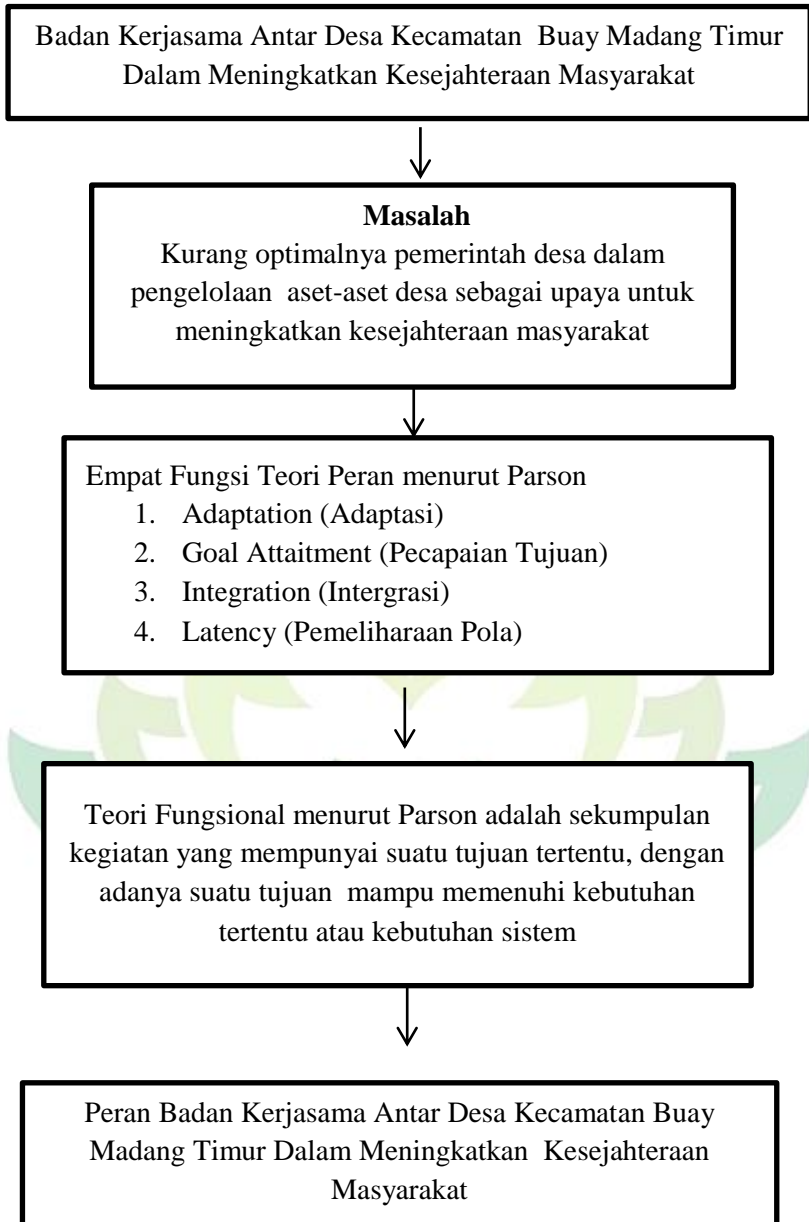 Badan Kerjasama Antar Desa Kecamatan Buay Madang Timur
Dalam Meningkatkan Kesejahteraan Masyarakat
Masalah
Kurang optimalnya pemerintah desa dalam
pengelolaan aset-aset desa sebagai upaya untuk
meningkatkan kesejahteraan masyarakat
Empat Fungsi Teori Peran menurut Parson
1. Adaptation (Adaptasi)
2. Goal Attaitment (Pecapaian Tujuan)
3. Integration (Intergrasi)
4. Latency (Pemeliharaan Pola)
Teori Fungsional menurut Parson adalah sekumpulan
kegiatan yang mempunyai suatu tujuan tertentu, dengan
adanya suatu tujuan mampu memenuhi kebutuhan
tertentu atau kebutuhan sistem
Peran Badan Kerjasama Antar Desa Kecamatan Buay
Madang Timur Dalam Meningkatkan Kesejahteraan
Masyarakat